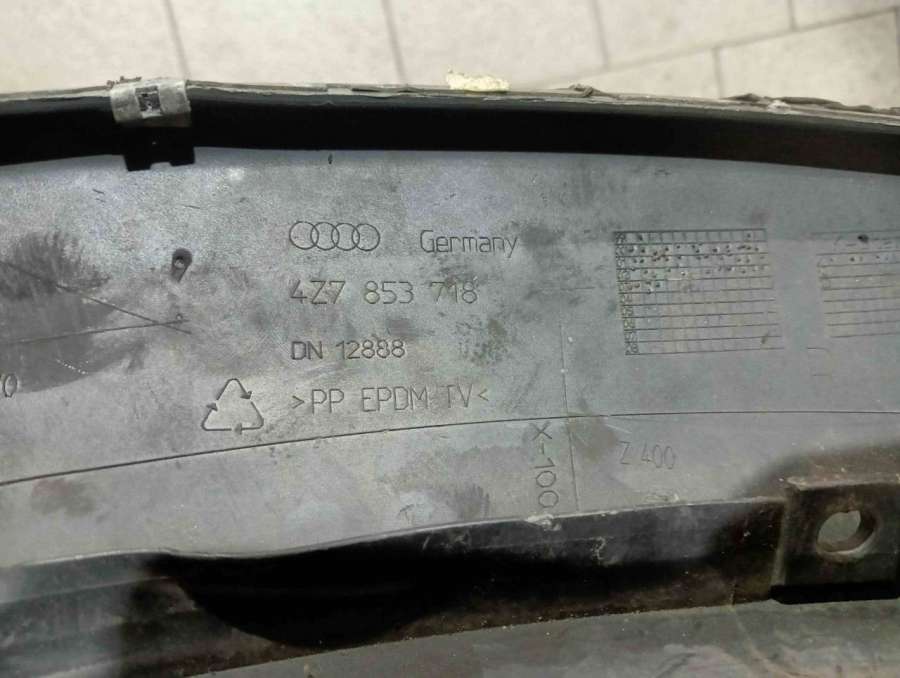 Germany
4Z7 853 718
DN 12888
>PP EPDM TV<
X-100
Z 400